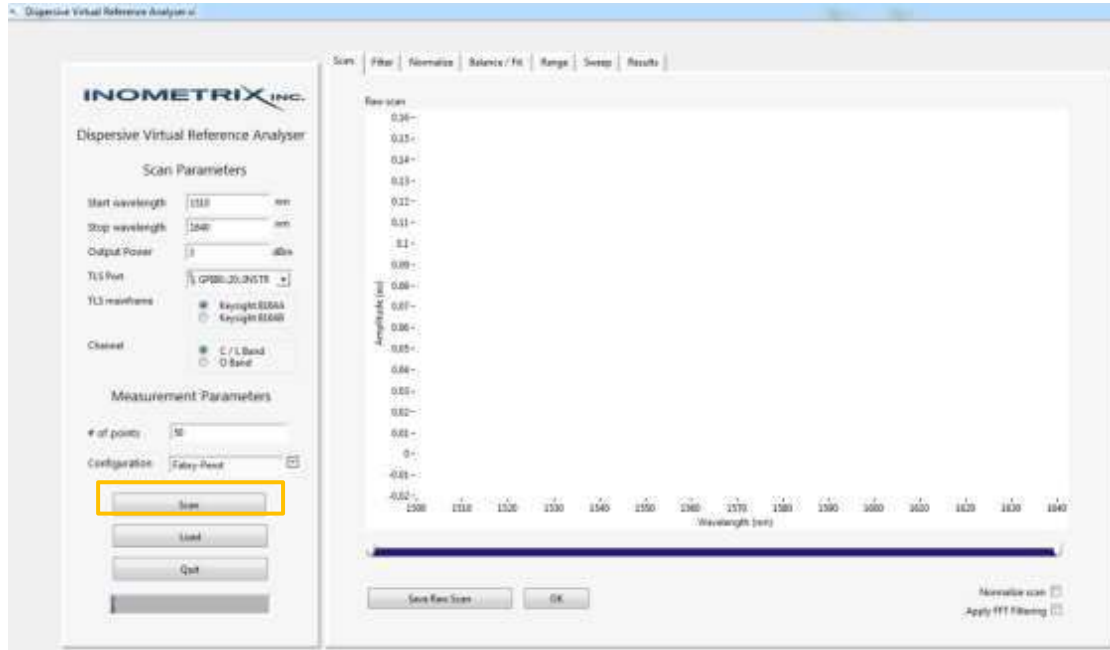 Dispersive Virtual Reference Analyser.vi
Scan Filter Normalize Balance / Fit Range Sweep Results
INOMETRIX INC.
Dispersive Virtual Reference Analyser
Scan Parameters
Start wavelength 1510 nm
Stop wavelength 1640 nm
Output Power dBm
TLS Port GPIB0::20::INSTR
TLS mainframe
Keysight 8164A
Keysight 8164B
Channel
C / L Band
O Band
Measurement Parameters
# of points 50
Configuration Fabry-Perot
Scan
Load
Quit
Raw scan
Amplitude (au)
0.16
0.15
0.14
0.13
0.12
0.11
0.1
0.09
0.08
0.07
0.06
0.05
0.04
0.03
0.02
0.01
0
-0.01
-0.02
1500 1510 1520 1530 1540 1550 1560 1570 1580 1590 1600 1610 1620 1630 1640
Wavelength (nm)
Save Raw Scan OK
Normalize scan
Apply FFT Filtering